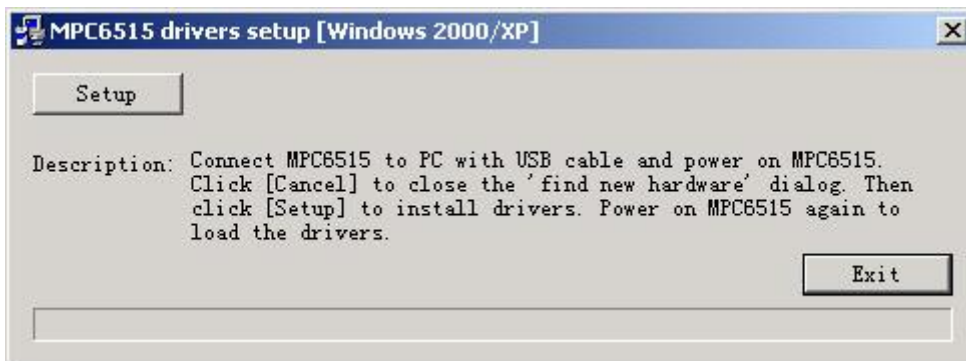 MPC6515 drivers setup [Windows 2000/XP]
Setup
Description: Connect MPC6515 to PC with USB cable and power on MPC6515.
Click [Cancel] to close the 'find new hardware' dialog. Then
click [Setup] to install drivers. Power on MPC6515 again to
load the drivers.
Exit